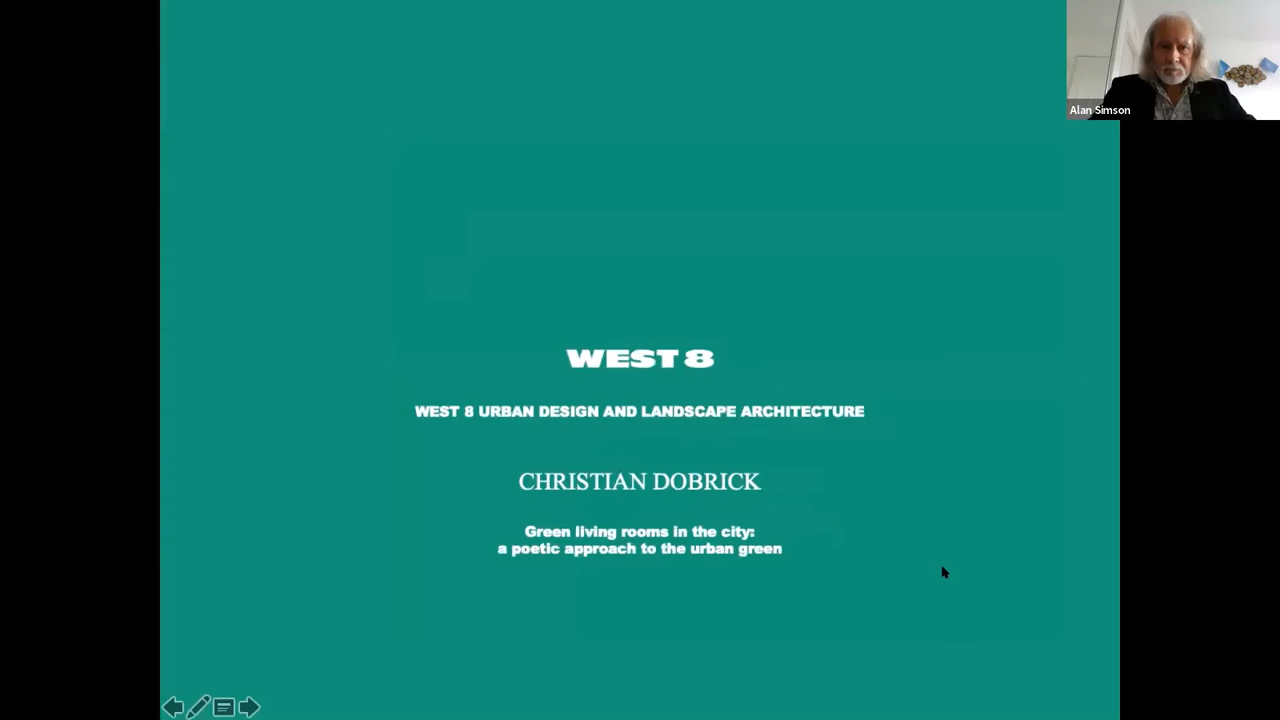 Alan Simson
WEST 8
WEST 8 URBAN DESIGN AND LANDSCAPE ARCHITECTURE
CHRISTIAN DOBRICK
Green living rooms in the city:
a poetic approach to the urban green